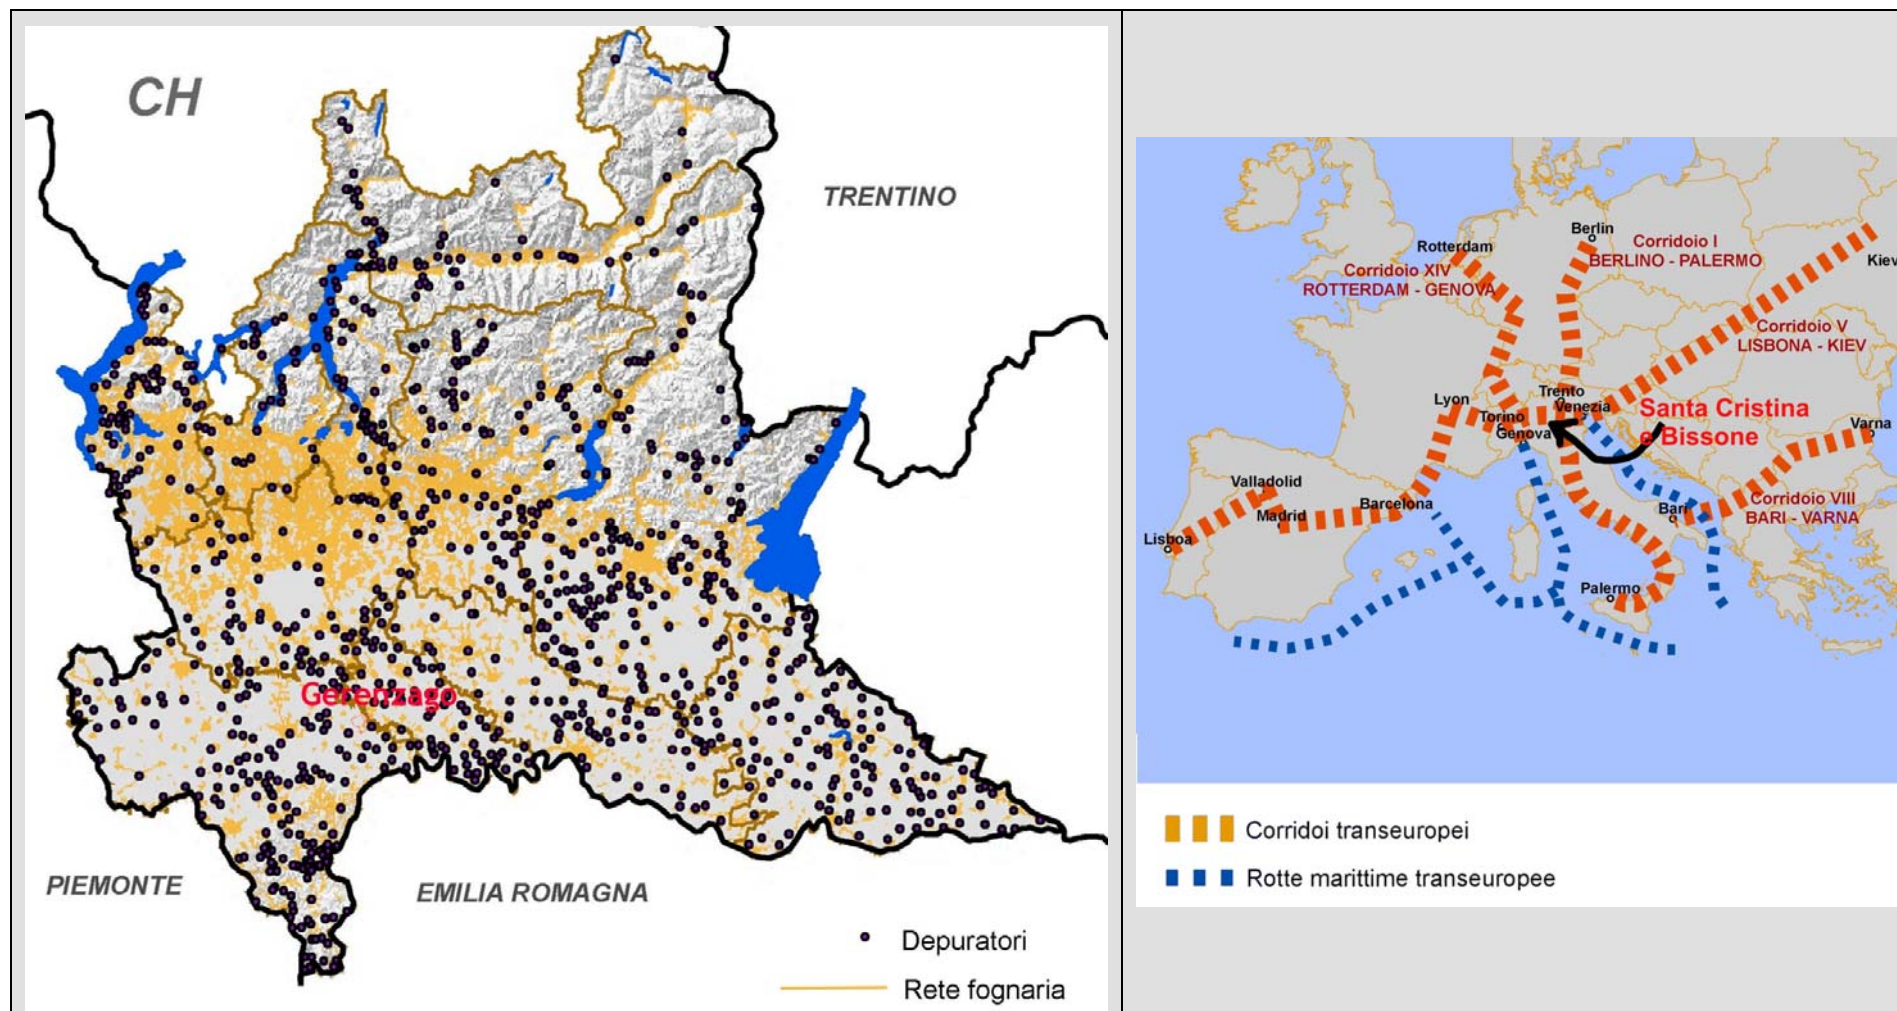 CH
TRENTINO
Gerenzago
PIEMONTE
EMILIA ROMAGNA
Depuratori
Rete fognaria
Berlin
Rotterdam
Corridoio I
BERLINO - PALERMO
Kiev
Corridoio XIV
ROTTERDAM - GENOVA
Corridoio V
LISBONA - KIEV
Lyon
Trento
Venezia
Torino
Genova
Santa Cristina
e Bissone
Varna
Valladolid
Madrid
Barcelona
Bari
Corridoio VIII
BARI - VARNA
Lisboa
Palermo
Corridoi transeuropei
Rotte marittime transeuropee